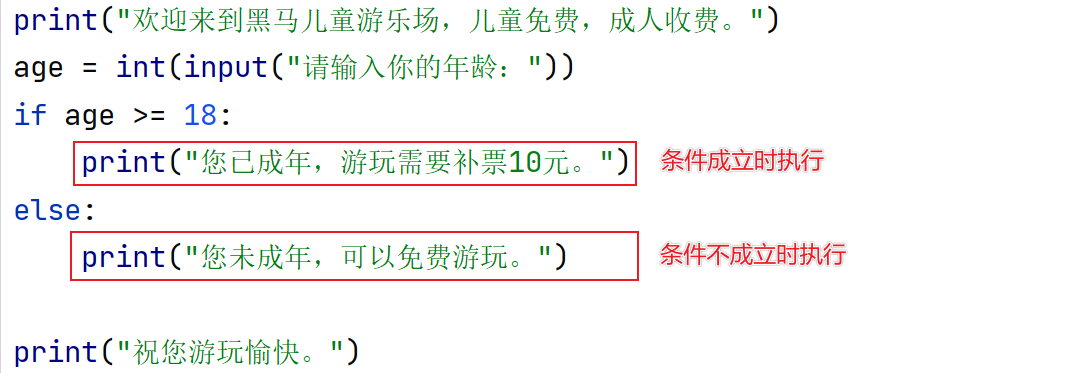 print("欢迎来到黑马儿童游乐场，儿童免费，成人收费。")
age = int(input("请输入你的年龄："))
if age >= 18:
    print("您已成年，游玩需要补票10元。") 条件成立时执行
else:
    print("您未成年，可以免费游玩。") 条件不成立时执行
print("祝您游玩愉快。")